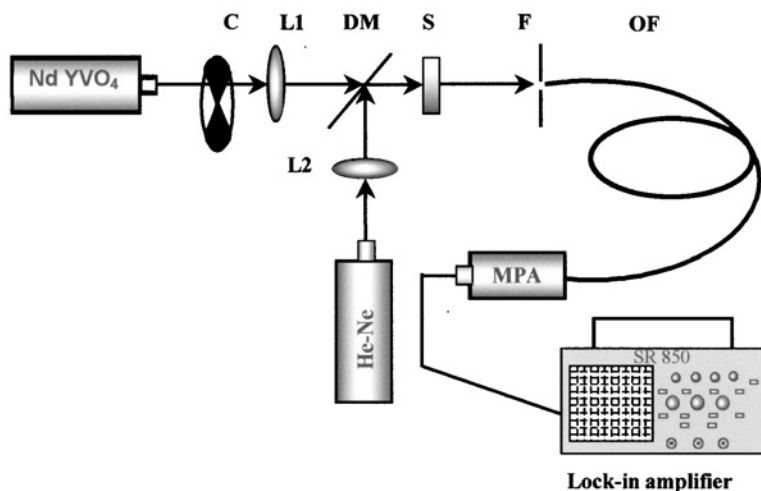 C L1 DM S F OF
Nd YVO₄
L2
MPA
He-Ne
SR 850
Lock-in amplifier